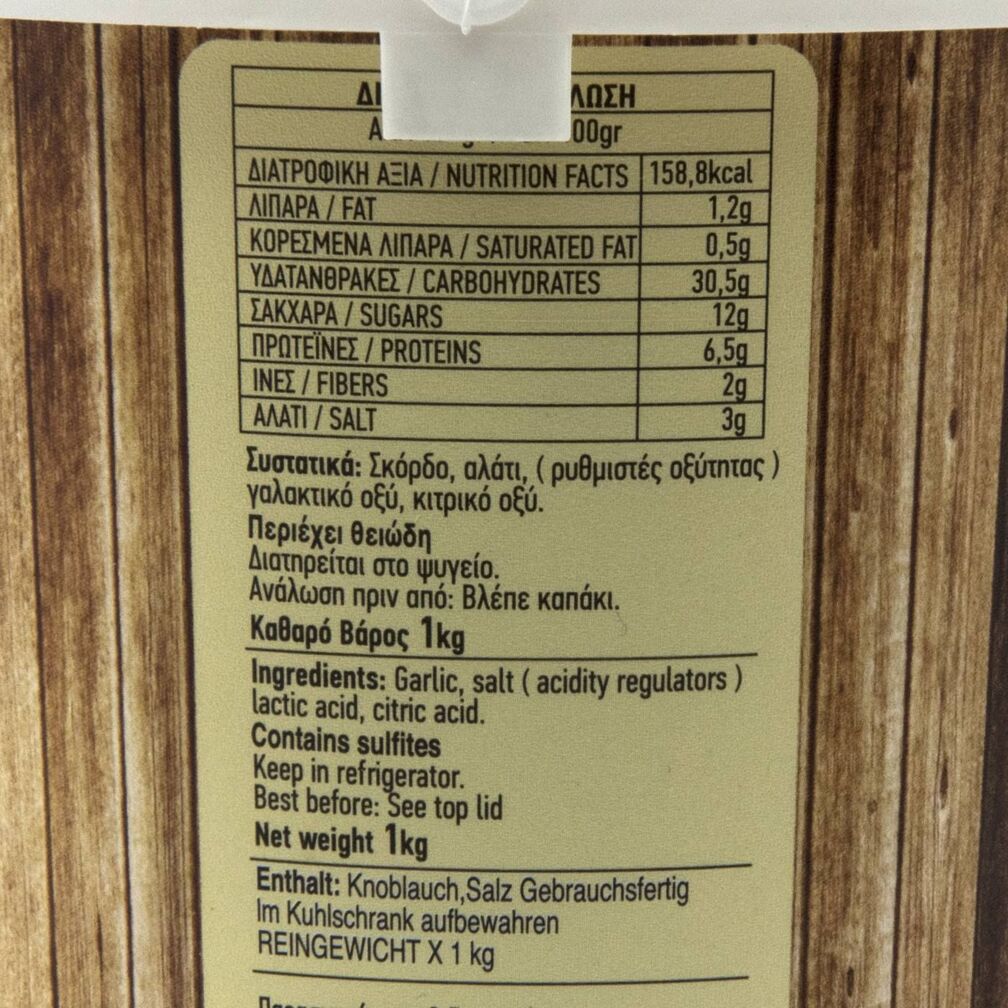 ΔΙ ΛΩΣΗ
00gr
ΔΙΑΤΡΟΦΙΚΗ ΑΞΙΑ / NUTRITION FACTS 158,8kcal
ΛΙΠΑΡΑ / FAT 1,2g
ΚΟΡΕΣΜΕΝΑ ΛΙΠΑΡΑ / SATURATED FAT 0,5g
ΥΔΑΤΑΝΘΡΑΚΕΣ / CARBOHYDRATES 30,5g
ΣΑΚΧΑΡΑ / SUGARS 12g
ΠΡΩΤΕΪΝΕΣ / PROTEINS 6,5g
ΙΝΕΣ / FIBERS 2g
ΑΛΑΤΙ / SALT 3g
Συστατικά: Σκόρδο, αλάτι, ( ρυθμιστές οξύτητας )
γαλακτικό οξύ, κιτρικό οξύ.
Περιέχει θειώδη
Διατηρείται στο ψυγείο.
Ανάλωση πριν από: Βλέπε καπάκι.
Καθαρό Βάρος 1kg
Ingredients: Garlic, salt ( acidity regulators )
lactic acid, citric acid.
Contains sulfites
Keep in refrigerator.
Best before: See top lid
Net weight 1kg
Enthalt: Knoblauch,Salz Gebrauchsfertig
Im Kuhlschrank aufbewahren
REINGEWICHT X 1 kg